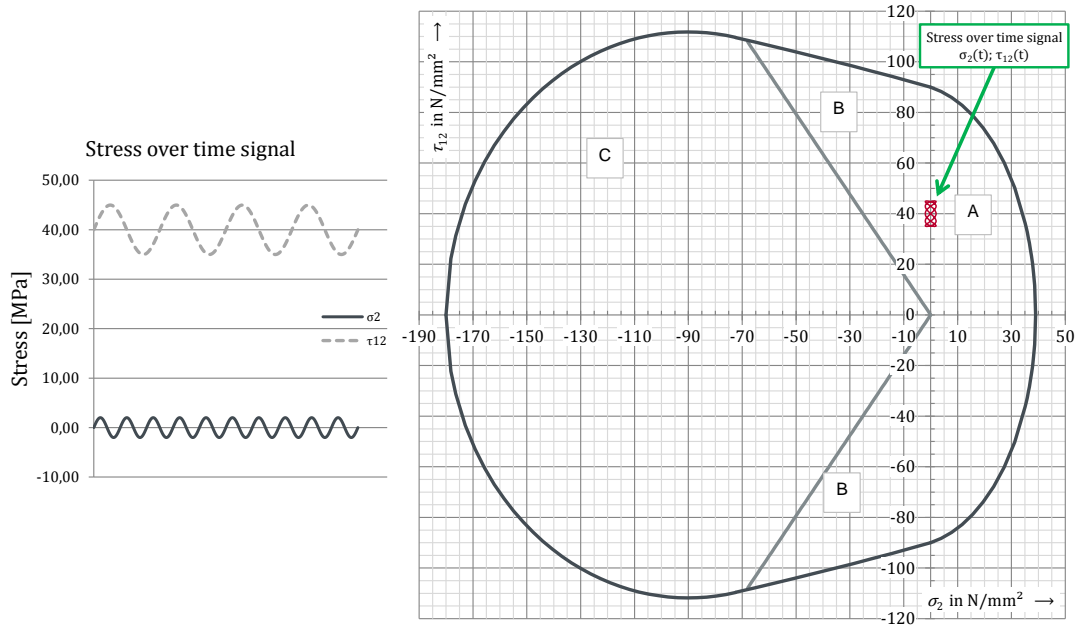 Stress over time signal
50,00
40,00
30,00
20,00
10,00
0,00
-10,00
Stress [MPa]
σ2
τ12
τ₁₂ in N/mm² →
120
100
80
60
40
20
0
-20
-40
-60
-80
-100
-120
-190 -170 -150 -130 -110 -90 -70 -50 -30 -10 10 30 50
Stress over time signal
σ₂(t); τ₁₂(t)
B
C
A
B
σ₂ in N/mm² →